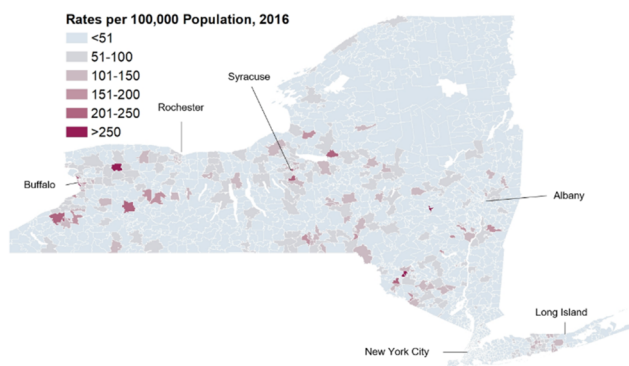 Rates per 100,000 Population, 2016
<51
51-100
101-150
151-200
201-250
>250
Syracuse
Rochester
Buffalo
Albany
Long Island
New York City